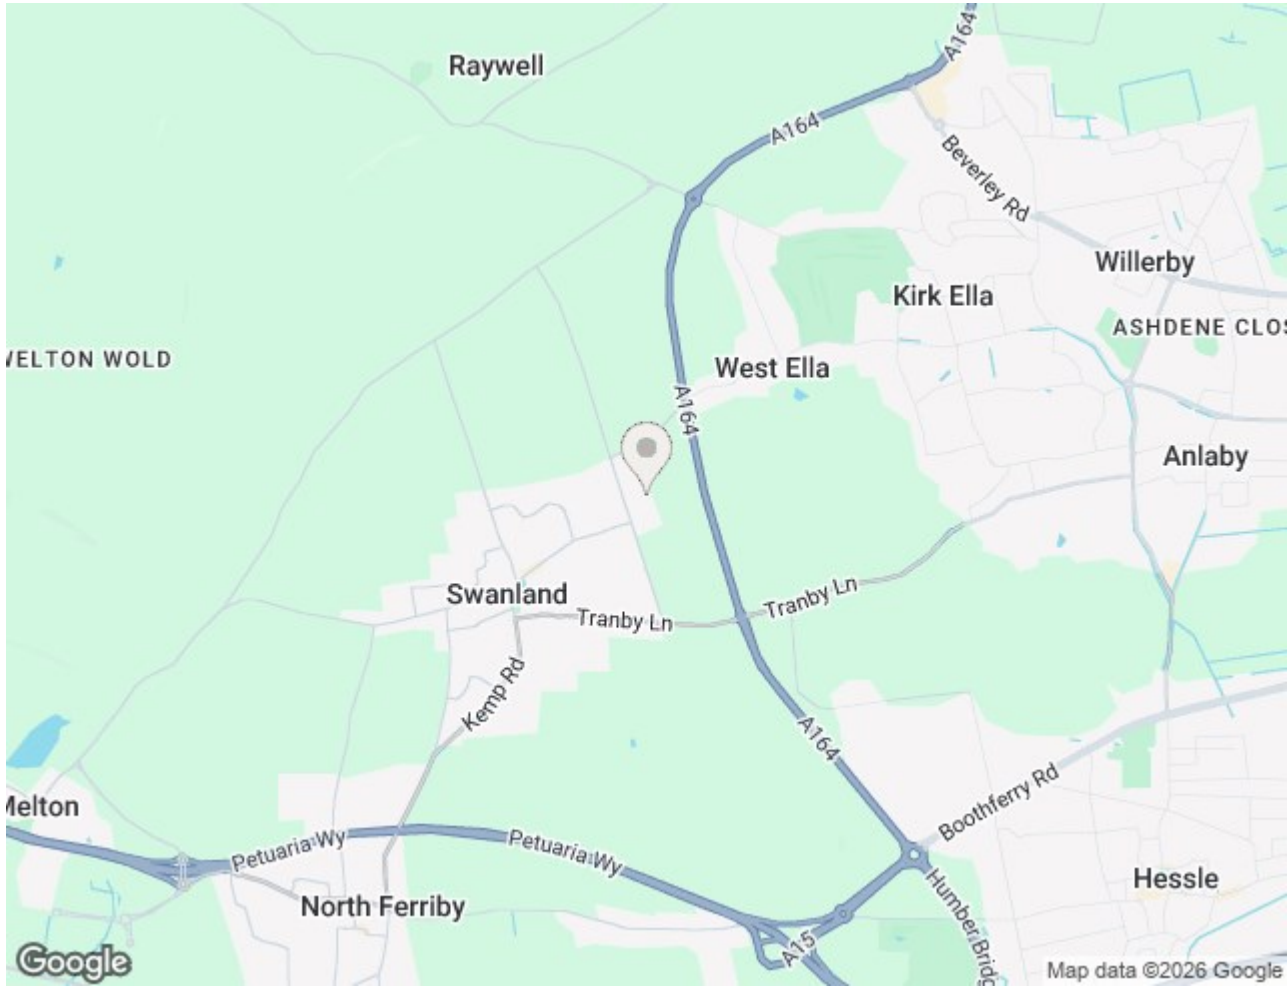 Raywell
A164
A164
Beverley Rd
Willerby
Kirk Ella
ASHDENE CLOS
WELTON WOLD
West Ella
A164
Anlaby
Swanland
Tranby Ln
Tranby Ln
Kemp Rd
A164
Boothferry Rd
Melton
Petuaria Wy
Petuaria Wy
Hessle
North Ferriby
Humber Bridg
A15
Google
Map data ©2026 Google